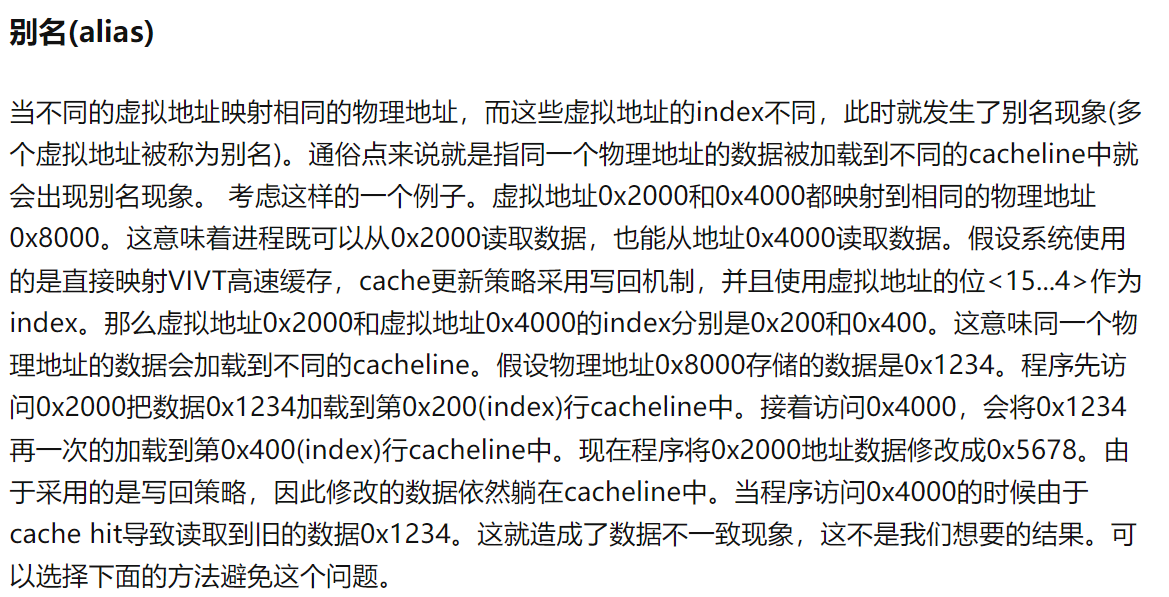 别名(alias)
当不同的虚拟地址映射相同的物理地址，而这些虚拟地址的index不同，此时就发生了别名现象(多
个虚拟地址被称为别名)。通俗点来说就是指同一个物理地址的数据被加载到不同的cacheline中就
会出现别名现象。 考虑这样的一个例子。虚拟地址0x2000和0x4000都映射到相同的物理地址
0x8000。这意味着进程既可以从0x2000读取数据，也能从地址0x4000读取数据。假设系统使用
的是直接映射VIVT高速缓存，cache更新策略采用写回机制，并且使用虚拟地址的位<15...4>作为
index。那么虚拟地址0x2000和虚拟地址0x4000的index分别是0x200和0x400。这意味同一个物
理地址的数据会加载到不同的cacheline。假设物理地址0x8000存储的数据是0x1234。程序先访
问0x2000把数据0x1234加载到第0x200(index)行cacheline中。接着访问0x4000，会将0x1234
再一次的加载到第0x400(index)行cacheline中。现在程序将0x2000地址数据修改成0x5678。由
于采用的是写回策略，因此修改的数据依然躺在cacheline中。当程序访问0x4000的时候由于
cache hit导致读取到旧的数据0x1234。这就造成了数据不一致现象，这不是我们想要的结果。可
以选择下面的方法避免这个问题。